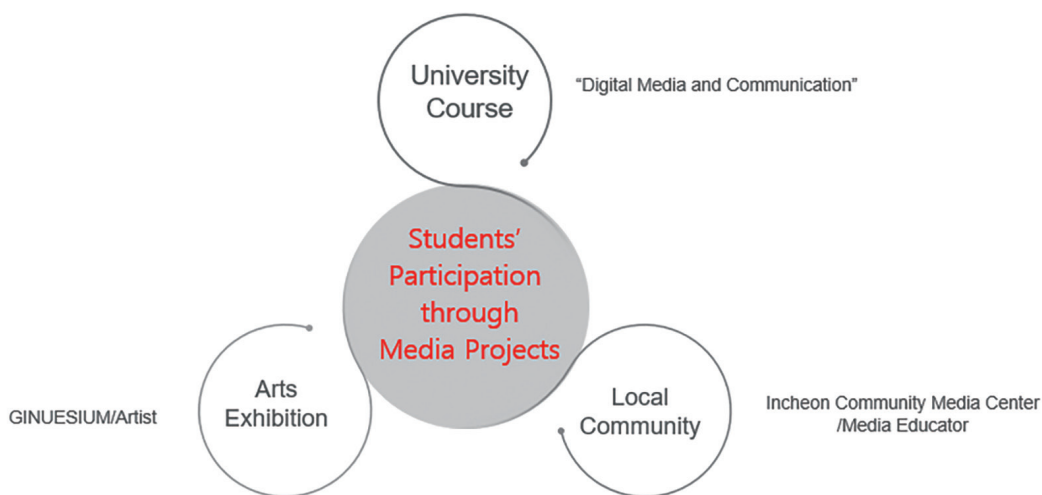 University
Course
“Digital Media and Communication”
Students’
Participation
through
Media Projects
Arts
Exhibition
GINUESIUM/Artist
Local
Community
Incheon Community Media Center
/Media Educator